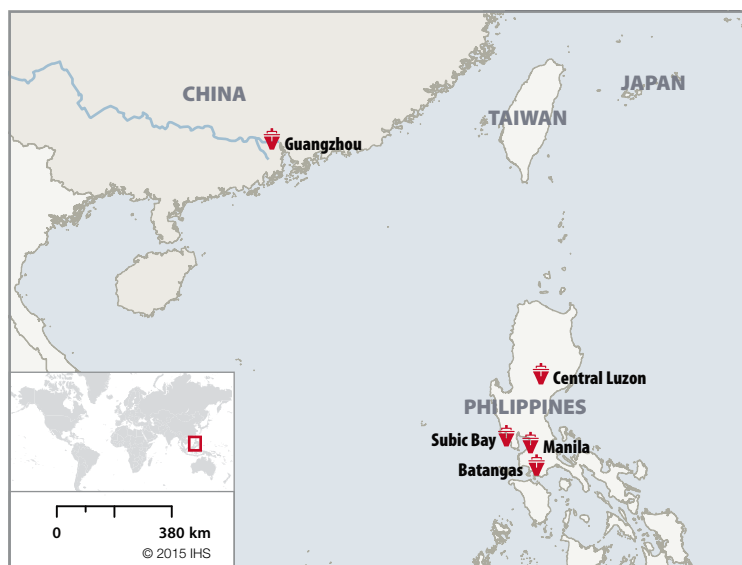 CHINA
JAPAN
TAIWAN
Guangzhou
Central Luzon
PHILIPPINES
Subic Bay
Manila
Batangas
0 380 km
© 2015 IHS